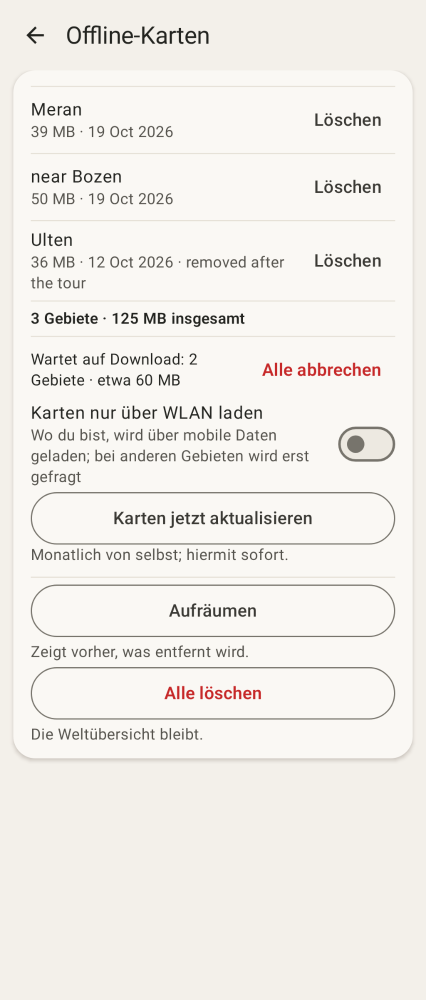 Offline-Karten
Meran
39 MB · 19 Oct 2026
Löschen
near Bozen
50 MB · 19 Oct 2026
Löschen
Ulten
36 MB · 12 Oct 2026 · removed after
the tour
Löschen
3 Gebiete · 125 MB insgesamt
Wartet auf Download: 2
Gebiete · etwa 60 MB
Alle abbrechen
Karten nur über WLAN laden
Wo du bist, wird über mobile Daten
geladen; bei anderen Gebieten wird erst
gefragt
Karten jetzt aktualisieren
Monatlich von selbst; hiermit sofort.
Aufräumen
Zeigt vorher, was entfernt wird.
Alle löschen
Die Weltübersicht bleibt.